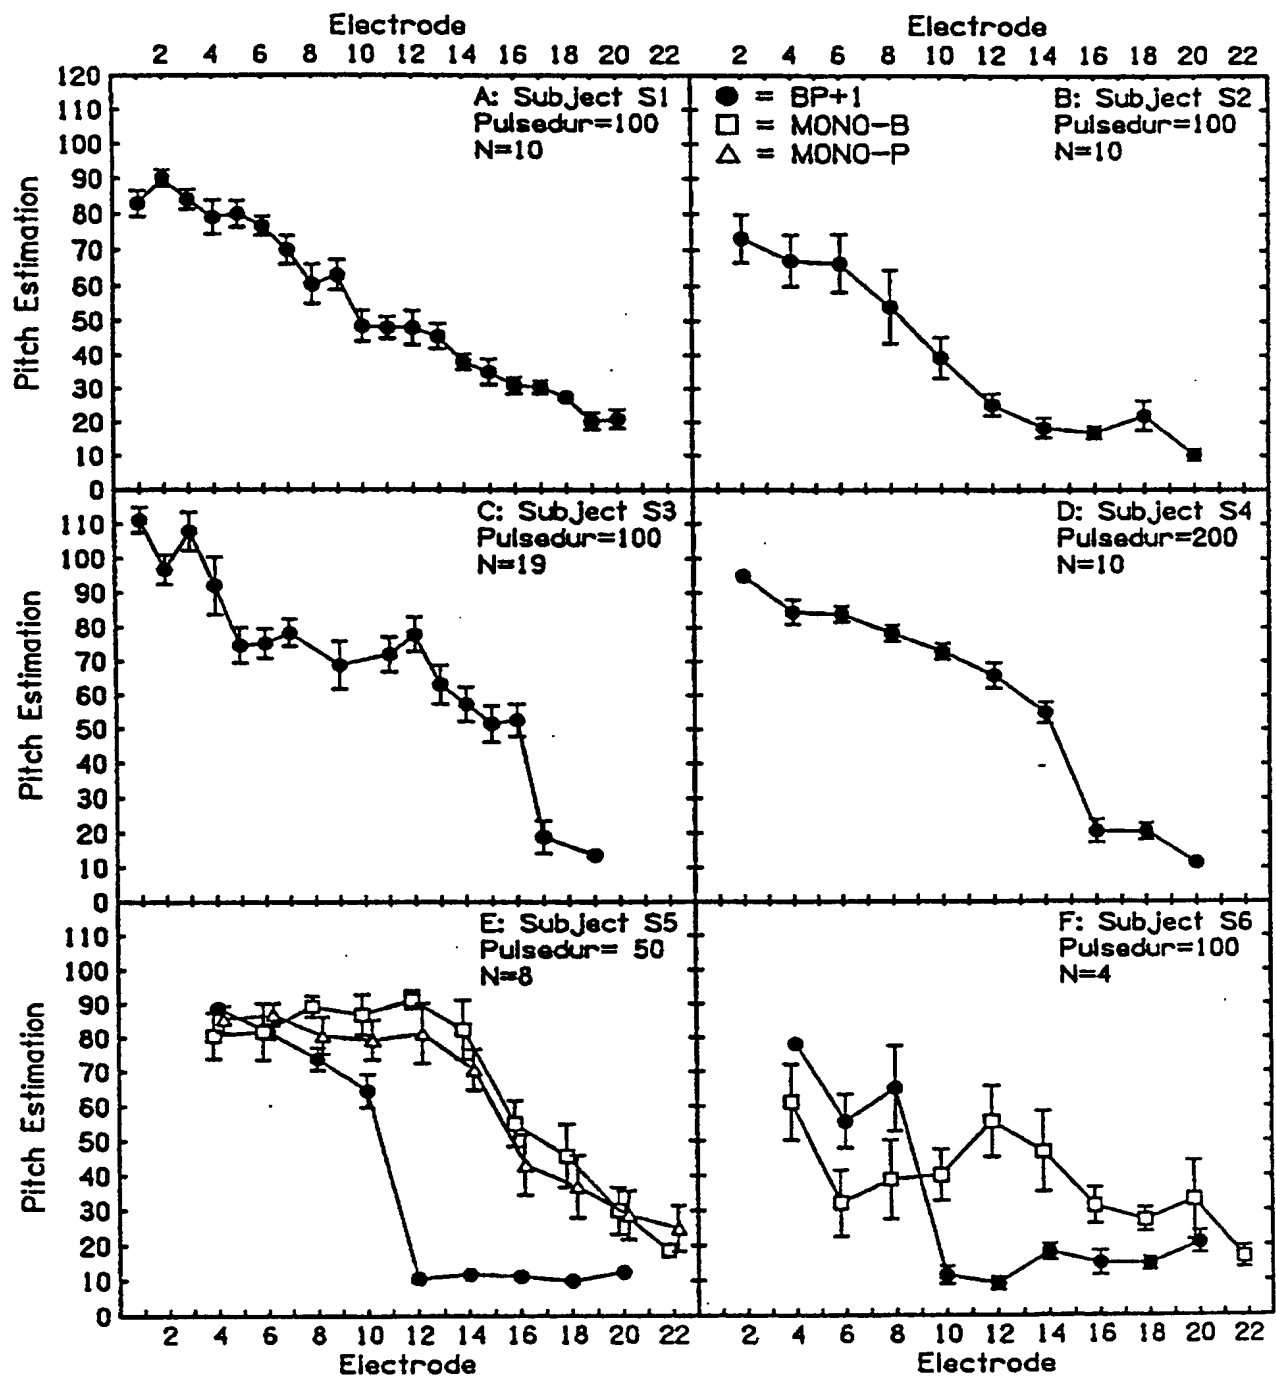 Electrode Electrode
2 4 6 8 10 12 14 16 18 20 22 2 4 6 8 10 12 14 16 18 20 22
120
110
100
90
80
70
60
50
40
30
20
10
0
Pitch Estimation
A: Subject S1
Pulsedur=100
N=10
= BP+1
= MONO-B
= MONO-P
B: Subject S2
Pulsedur=100
N=10
110
100
90
80
70
60
50
40
30
20
10
0
Pitch Estimation
C: Subject S3
Pulsedur=100
N=19
D: Subject S4
Pulsedur=200
N=10
110
100
90
80
70
60
50
40
30
20
10
0
Pitch Estimation
E: Subject S5
Pulsedur= 50
N=8
F: Subject S6
Pulsedur=100
N=4
2 4 6 8 10 12 14 16 18 20 22 2 4 6 8 10 12 14 16 18 20 22
Electrode Electrode